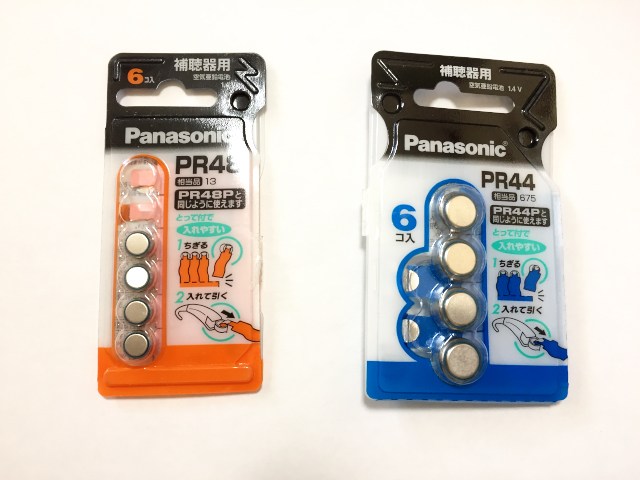 6コ入
補聴器用
空気亜鉛電池
Panasonic
PR48
相当品 13
PR48Pと
同じように使えます
とって付で
入れやすい
1 ちぎる
2 入れて引く
補聴器用
空気亜鉛電池 1.4 V
Panasonic
PR44
相当品 675
PR44Pと
同じように使えます
6
コ入
とって付で
入れやすい
1 ちぎる
2 入れて引く